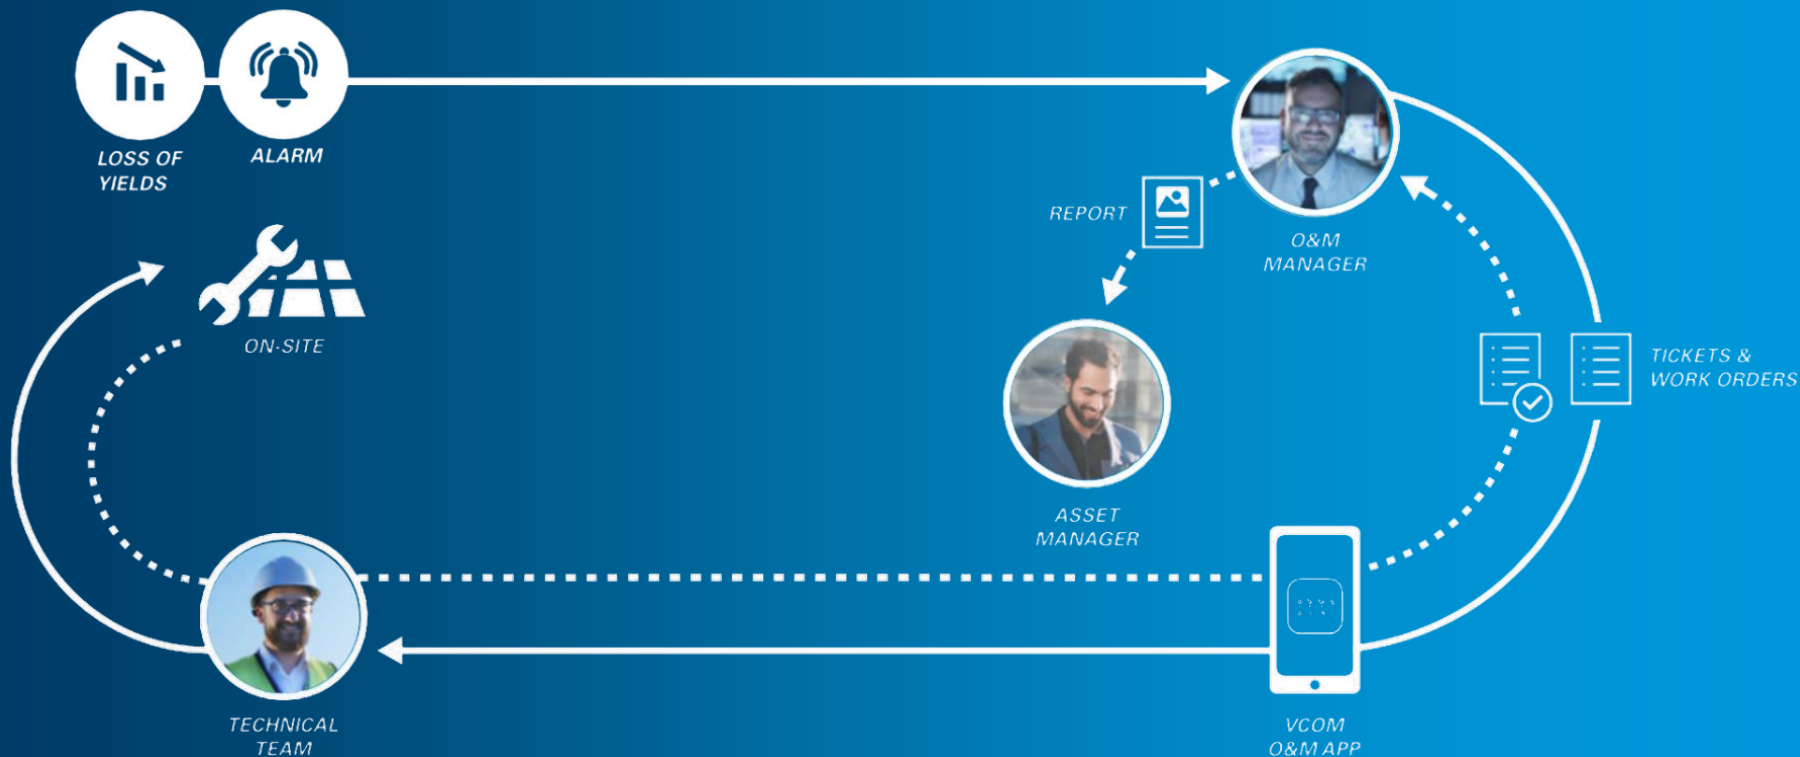 LOSS OF
YIELDS
ALARM
REPORT
O&M
MANAGER
ON-SITE
TICKETS &
WORK ORDERS
ASSET
MANAGER
TECHNICAL
TEAM
VCOM
O&M APP